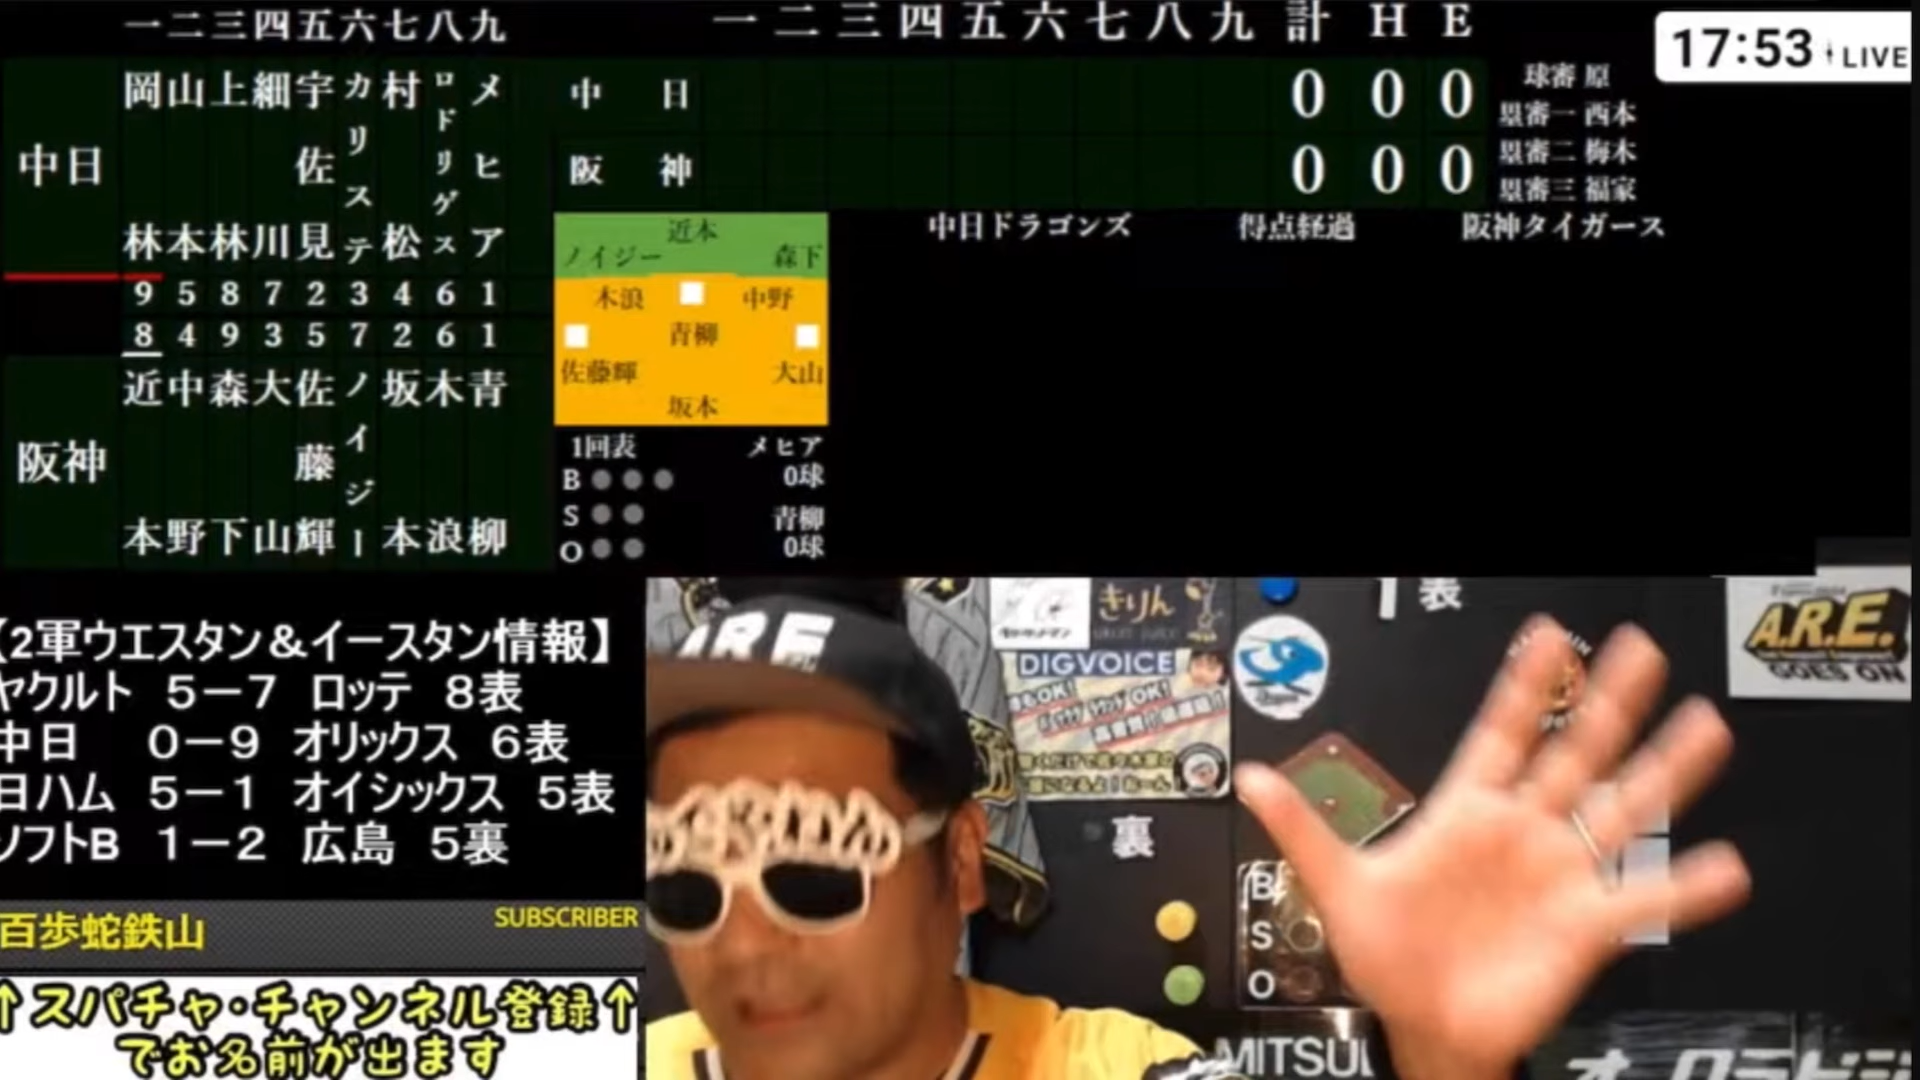 一二三四五六七八九
一二三四五六七八九計HE
17:53 LIVE
中日
岡林
山本
上林
細川
宇佐見
カリステ
村松
ロドリゲス
メヒア
9 5 8 7 2 3 4 6 1
8 4 9 3 5 7 2 6 1
阪神
近本
中野
森下
大山
佐藤輝
ノイジー
坂本
木浪
青柳
中日 0 0 0
阪神 0 0 0
球審 原
塁審一 西本
塁審二 梅木
塁審三 福家
中日ドラゴンズ 得点経過 阪神タイガース
近本
ノイジー 森下
木浪 中野
青柳
佐藤輝 大山
坂本
1回表 メヒア
B 0球
S 青柳
O 0球
【2軍ウエスタン&イースタン情報】
ヤクルト 5-7 ロッテ 8表
中日 0-9 オリックス 6表
日ハム 5-1 オイシックス 5表
ソフトB 1-2 広島 5裏
百歩蛇鉄山
SUBSCRIBER
↑スパチャ・チャンネル登録↑
でお名前が出ます
A.R.E.
きりん
DIGVOICE
表
裏
B
S
O
A.R.E.
GOES ON